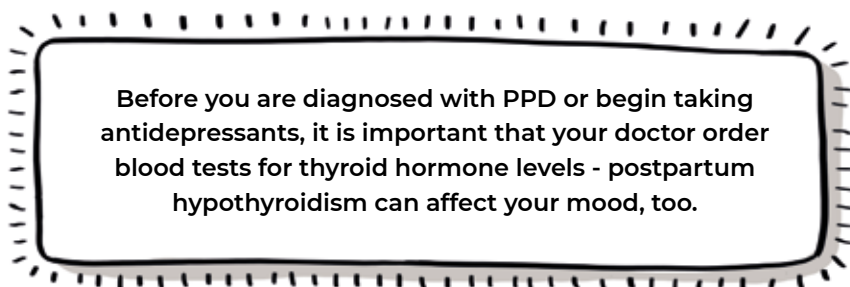 Before you are diagnosed with PPD or begin taking
antidepressants, it is important that your doctor order
blood tests for thyroid hormone levels - postpartum
hypothyroidism can affect your mood, too.